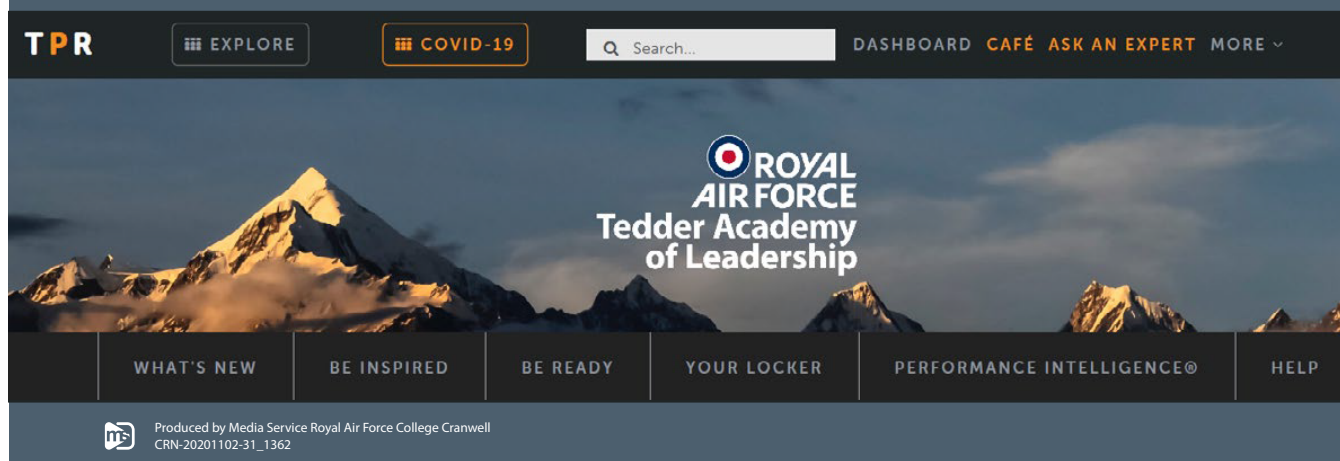 TPR
EXPLORE
COVID-19
Search...
DASHBOARD CAFÉ ASK AN EXPERT MORE
ROYAL
AIR FORCE
Tedder Academy
of Leadership
WHAT'S NEW
BE INSPIRED
BE READY
YOUR LOCKER
PERFORMANCE INTELLIGENCE®
HELP
ms
Produced by Media Service Royal Air Force College Cranwell
CRN-20201102-31_1362